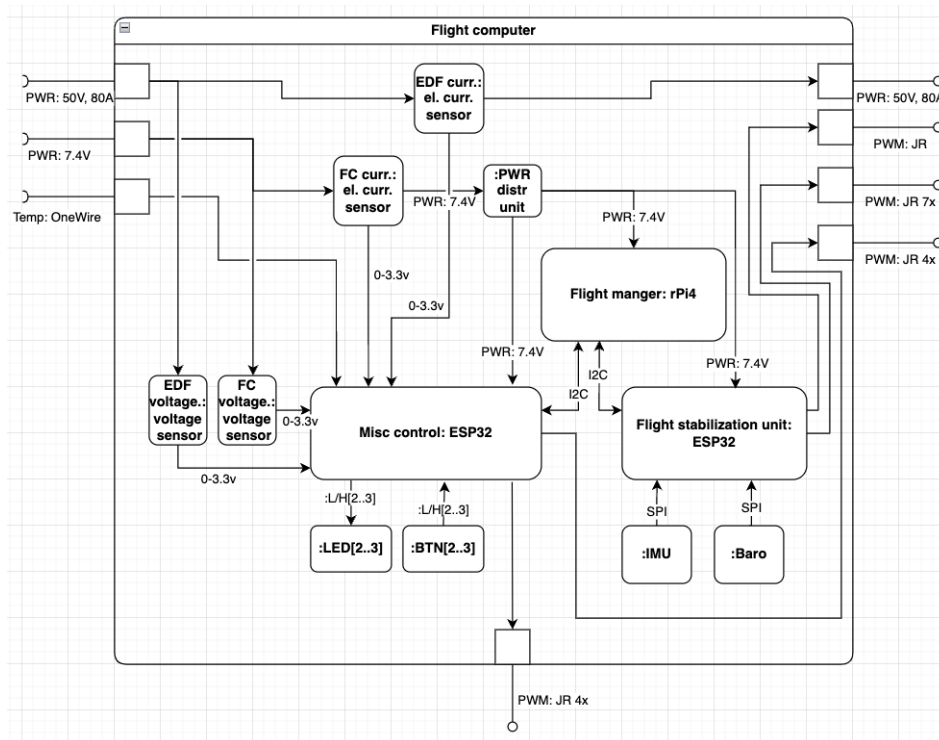 Flight computer
PWR: 50V, 80A
PWR: 7.4V
Temp: OneWire
EDF curr.:
el. curr.
sensor
FC curr.:
el. curr.
sensor
PWR: 7.4V
:PWR
distr
unit
PWR: 7.4V
PWR: 50V, 80A
PWM: JR
PWM: JR 7x
PWM: JR 4x
0-3.3v
0-3.3v
Flight manger: rPi4
PWR: 7.4V
PWR: 7.4V
I2C
I2C
EDF
voltage.:
voltage
sensor
FC
voltage.:
voltage
sensor
0-3.3v
0-3.3v
Misc control: ESP32
Flight stabilization unit:
ESP32
:L/H[2..3]
:L/H[2..3]
SPI
SPI
:LED[2..3]
:BTN[2..3]
:IMU
:Baro
PWM: JR 4x